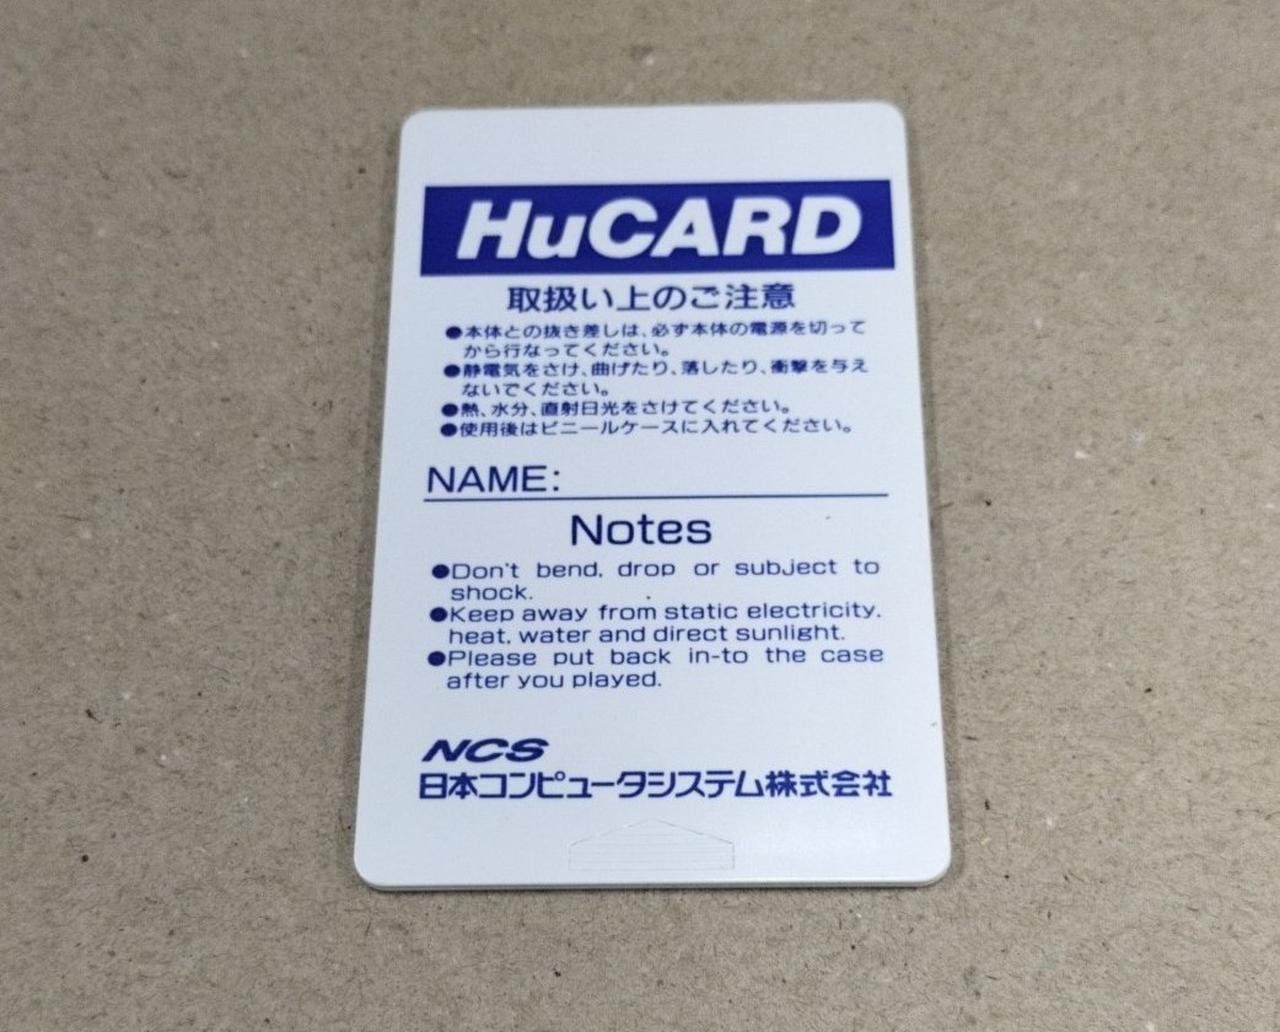 HuCARD
取扱い上のご注意
●本体との抜き差しは、必ず本体の電源を切って
から行なってください。
●静電気をさけ、曲げたり、落したり、衝撃を与え
ないでください。
●熱、水分、直射日光をさけてください。
●使用後はビニールケースに入れてください。
NAME:
Notes
●Don't bend, drop or subject to
shock.
●Keep away from static electricity,
heat, water and direct sunlight.
●Please put back in-to the case
after you played.
NCS
日本コンピュータシステム株式会社